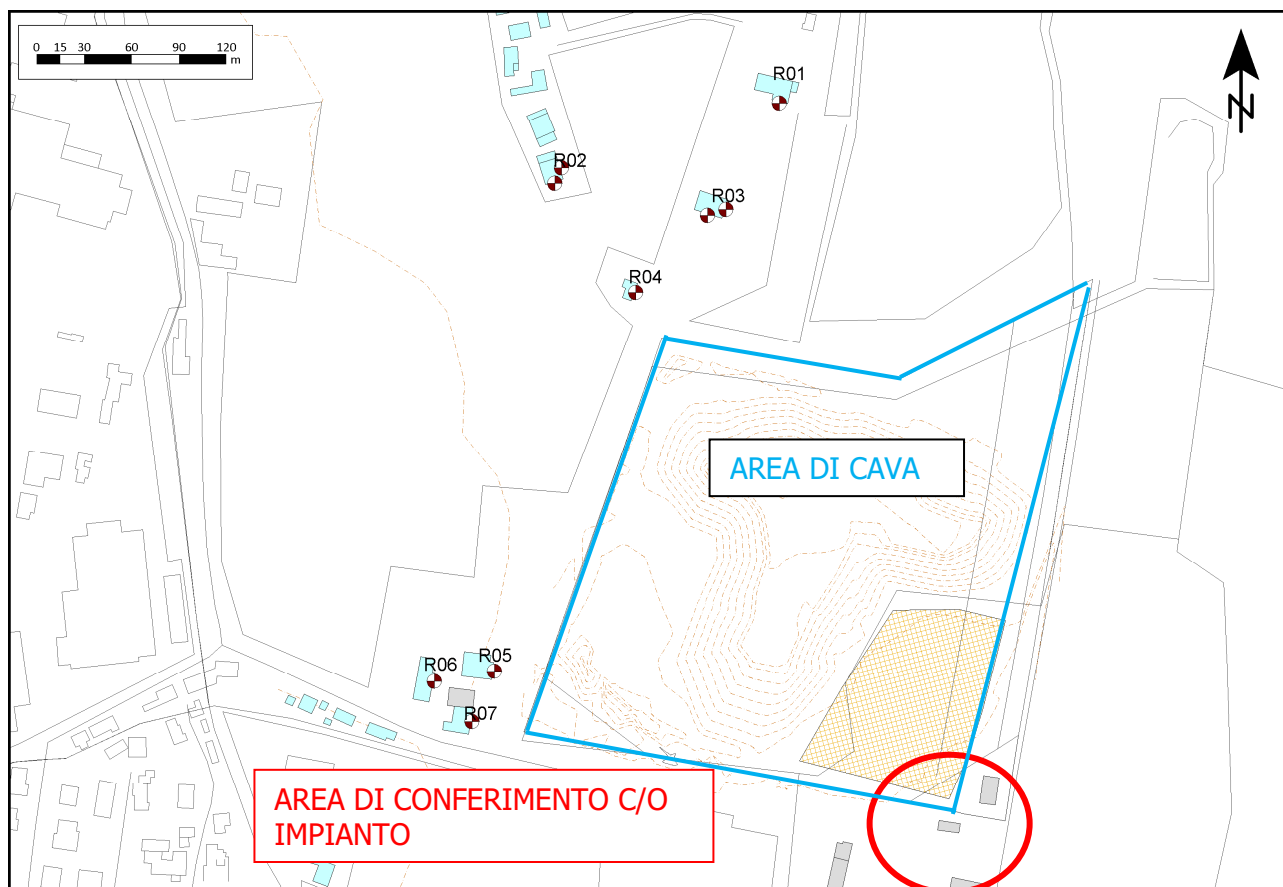 0 15 30 60 90 120
m
N
R01
R02
R03
R04
AREA DI CAVA
R05
R06
R07
AREA DI CONFERIMENTO C/O
IMPIANTO